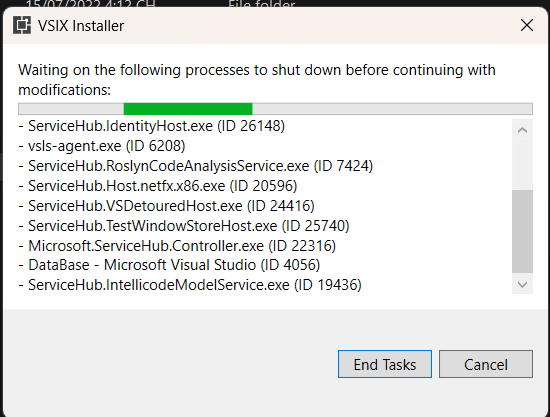 15/07/2022 4:12 CH File folder
VSIX Installer
Waiting on the following processes to shut down before continuing with
modifications:
- ServiceHub.IdentityHost.exe (ID 26148)
- vsls-agent.exe (ID 6208)
- ServiceHub.RoslynCodeAnalysisService.exe (ID 7424)
- ServiceHub.Host.netfx.x86.exe (ID 20596)
- ServiceHub.VSDetouredHost.exe (ID 24416)
- ServiceHub.TestWindowStoreHost.exe (ID 25740)
- Microsoft.ServiceHub.Controller.exe (ID 22316)
- DataBase - Microsoft Visual Studio (ID 4056)
- ServiceHub.IntellicodeModelService.exe (ID 19436)
End Tasks Cancel